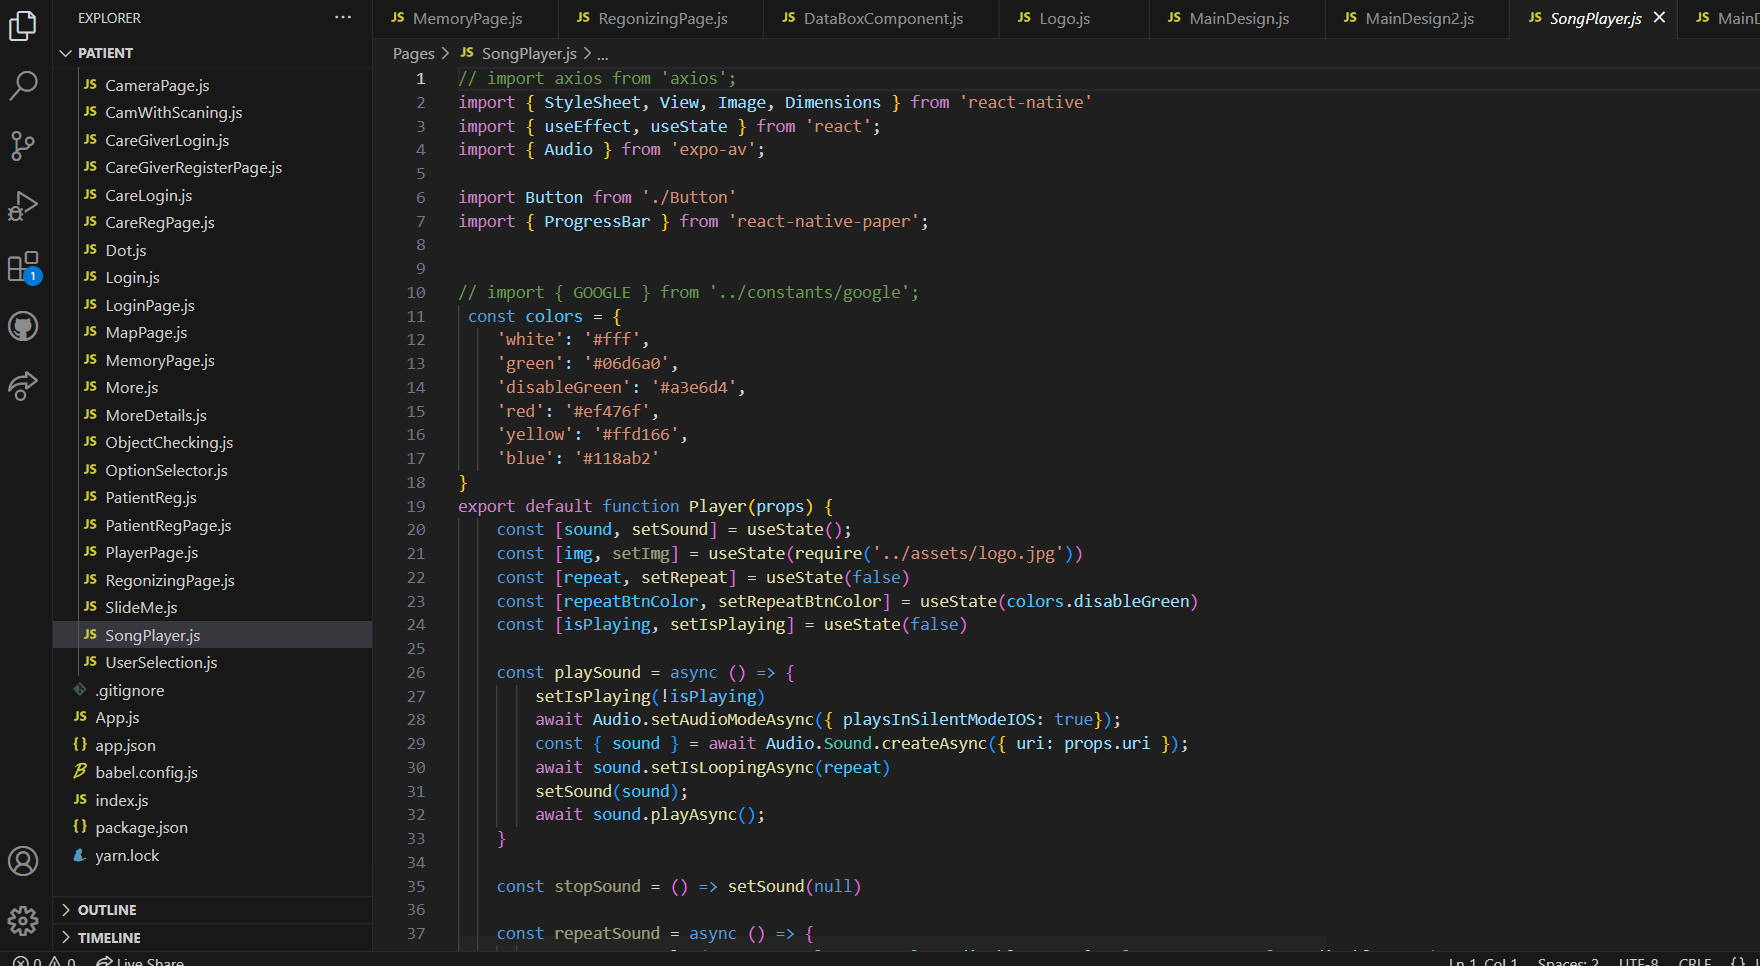 EXPLORER
PATIENT
JS CameraPage.js
JS CamWithScaning.js
JS CareGiverLogin.js
JS CareGiverRegisterPage.js
JS CareLogin.js
JS CareRegPage.js
JS Dot.js
JS Login.js
JS LoginPage.js
JS MapPage.js
JS MemoryPage.js
JS More.js
JS MoreDetails.js
JS ObjectChecking.js
JS OptionSelector.js
JS PatientReg.js
JS PatientRegPage.js
JS PlayerPage.js
JS RegonizingPage.js
JS SlideMe.js
JS SongPlayer.js
JS UserSelection.js
.gitignore
JS App.js
{} app.json
babel.config.js
JS index.js
{} package.json
yarn.lock
OUTLINE
TIMELINE
1
JS MemoryPage.js JS RegonizingPage.js JS DataBoxComponent.js JS Logo.js JS MainDesign.js JS MainDesign2.js JS SongPlayer.js JS
Pages > JS SongPlayer.js > ...
1 // import axios from 'axios';
2 import { StyleSheet, View, Image, Dimensions } from 'react-native'
3 import { useEffect, useState } from 'react';
4 import { Audio } from 'expo-av';
5
6 import Button from './Button'
7 import { ProgressBar } from 'react-native-paper';
8
9
10 // import { GOOGLE } from '../constants/google';
11 const colors = {
12 'white': '#fff',
13 'green': '#06d6a0',
14 'disableGreen': '#a3e6d4',
15 'red': '#ef476f',
16 'yellow': '#ffd166',
17 'blue': '#118ab2'
18 }
19 export default function Player(props) {
20 const [sound, setSound] = useState();
21 const [img, setImg] = useState(require('../assets/logo.jpg'))
22 const [repeat, setRepeat] = useState(false)
23 const [repeatBtnColor, setRepeatBtnColor] = useState(colors.disableGreen)
24 const [isPlaying, setIsPlaying] = useState(false)
25
26 const playSound = async () => {
27 setIsPlaying(!isPlaying)
28 await Audio.setAudioModeAsync({ playsInSilentModeIOS: true});
29 const { sound } = await Audio.Sound.createAsync({ uri: props.uri });
30 await sound.setIsLoopingAsync(repeat)
31 setSound(sound);
32 await sound.playAsync();
33 }
34
35 const stopSound = () => setSound(null)
36
37 const repeatSound = async () => {
0 0 Live Share Ln 1, Col 1 Spaces: 2 UTF-8 CRLF {}